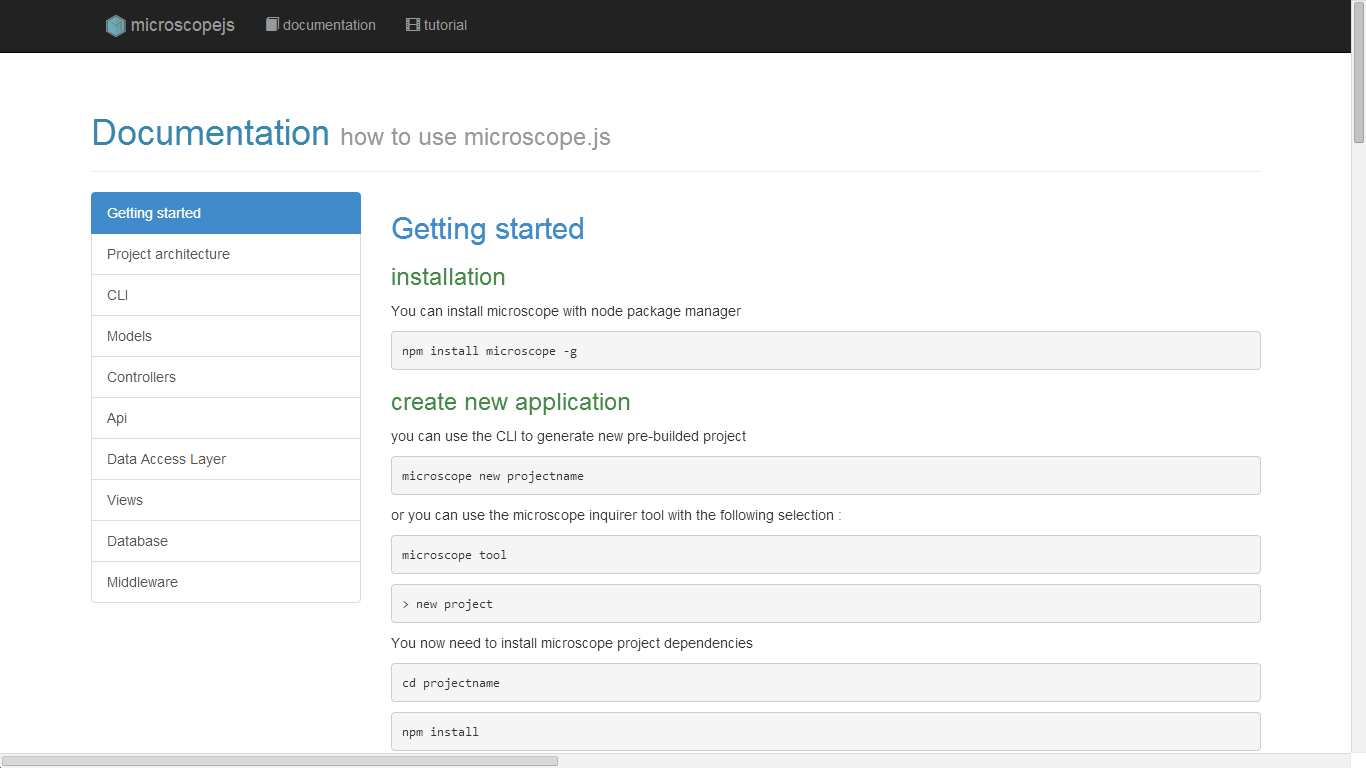 microscopejs documentation tutorial
Documentation how to use microscope.js
Getting started
Project architecture
CLI
Models
Controllers
Api
Data Access Layer
Views
Database
Middleware
Getting started
installation
You can install microscope with node package manager
npm install microscope -g
create new application
you can use the CLI to generate new pre-builded project
microscope new projectname
or you can use the microscope inquirer tool with the following selection :
microscope tool
> new project
You now need to install microscope project dependencies
cd projectname
npm install